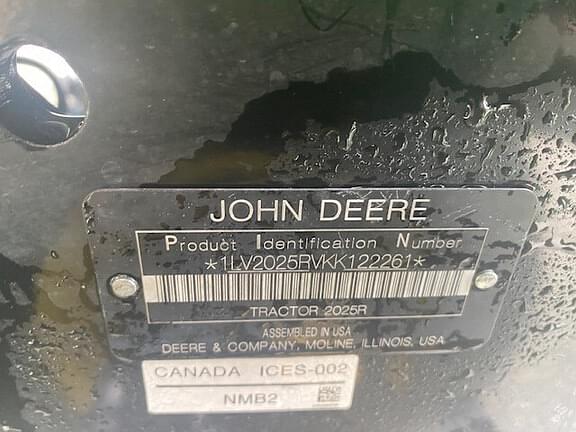 JOHN DEERE
Product Identification Number
*1LV2025RVKK122261*
TRACTOR 2025R
ASSEMBLED IN USA
DEERE & COMPANY, MOLINE, ILLINOIS, USA
CANADA ICES-002
NMB2